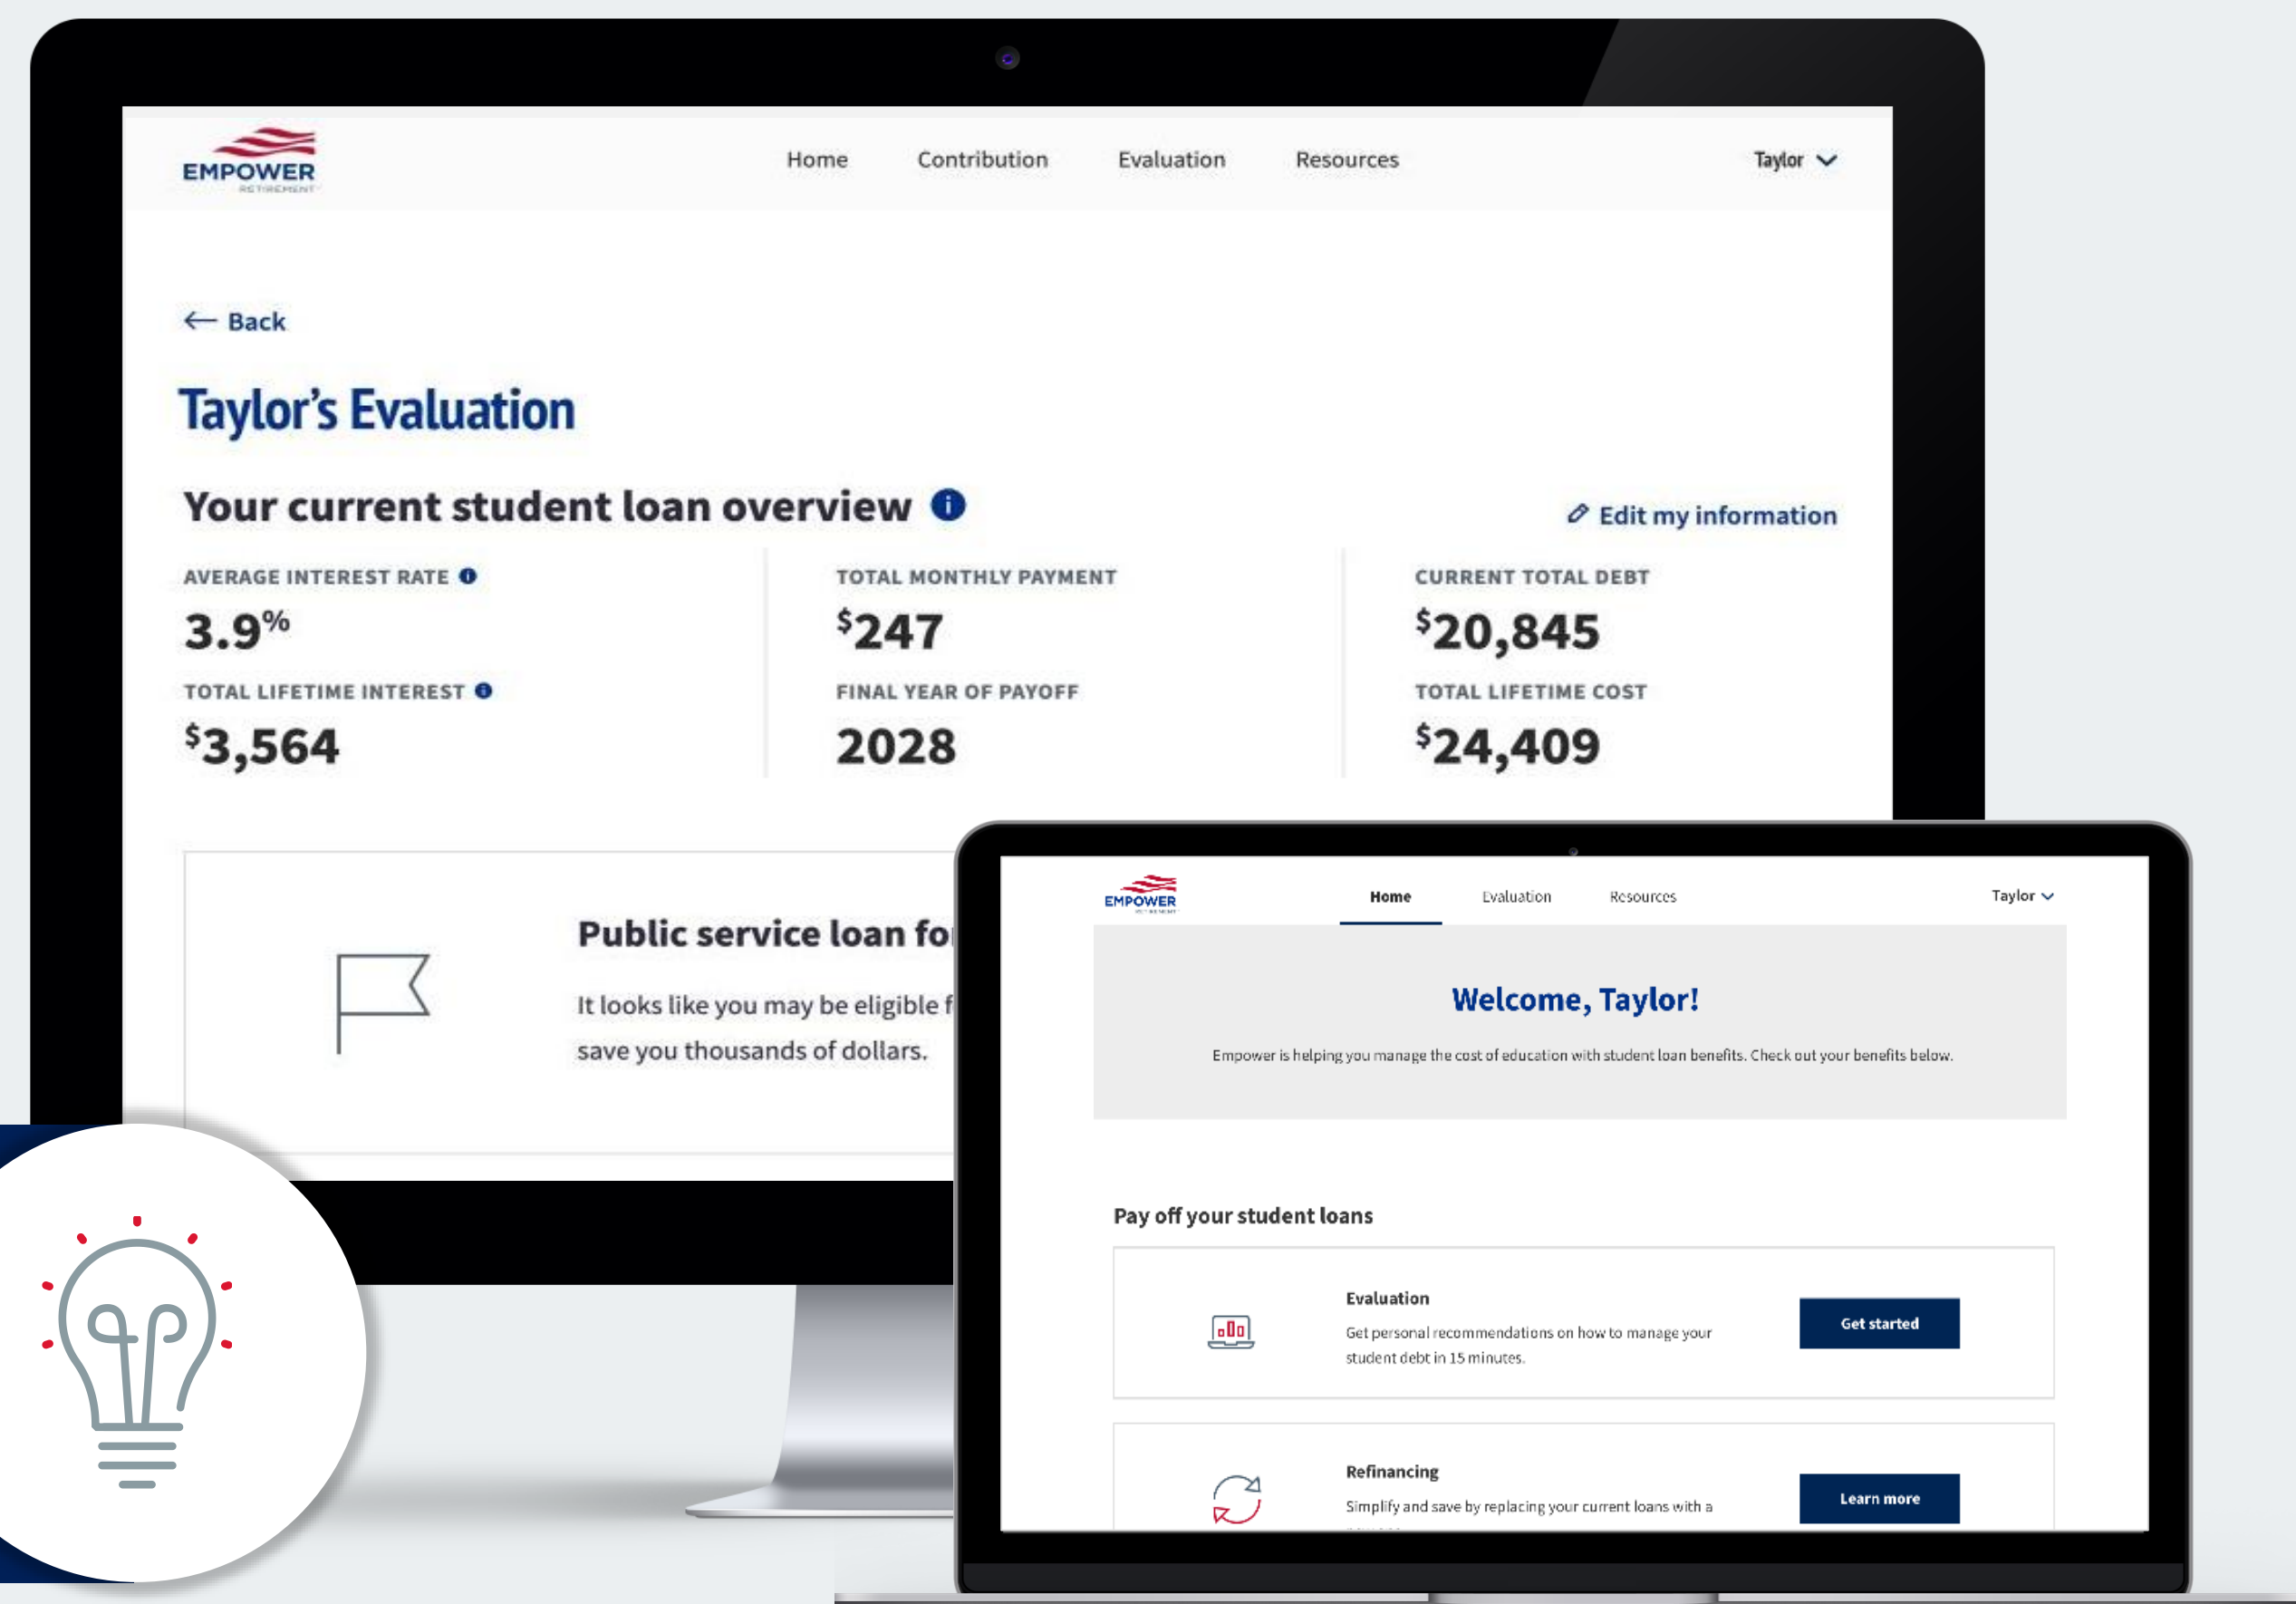 EMPOWER
RETIREMENT
Home Contribution Evaluation Resources Taylor
← Back
Taylor’s Evaluation
Your current student loan overview i
Edit my information
AVERAGE INTEREST RATE i
3.9%
TOTAL MONTHLY PAYMENT
$247
CURRENT TOTAL DEBT
$20,845
TOTAL LIFETIME INTEREST i
$3,564
FINAL YEAR OF PAYOFF
2028
TOTAL LIFETIME COST
$24,409
Public service loan fo
It looks like you may be eligible f
save you thousands of dollars.
EMPOWER
RETIREMENT
Home Evaluation Resources Taylor
Welcome, Taylor!
Empower is helping you manage the cost of education with student loan benefits. Check out your benefits below.
Pay off your student loans
Evaluation
Get personal recommendations on how to manage your
student debt in 15 minutes.
Get started
Refinancing
Simplify and save by replacing your current loans with a
Learn more